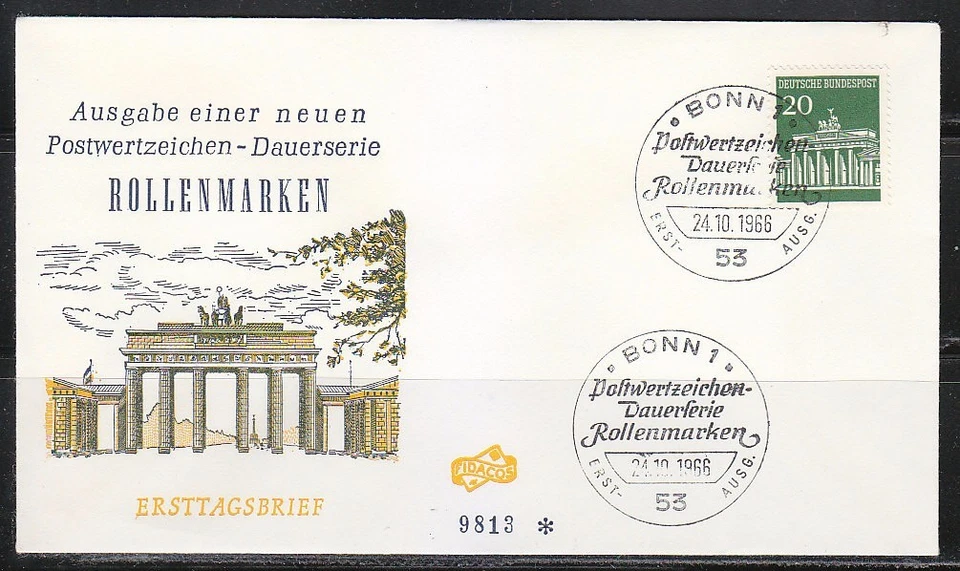 Ausgabe einer neuen
Postwertzeichen-Dauerserie
ROLLENMARKEN
ERSTTAGSBRIEF
FIDACOS
9813 *
DEUTSCHE BUNDESPOST
20
BONN 1
Postwertzeichen
Dauerserie
Rollenmarken
24.10.1966
ERST- AUSG.
53
BONN 1
Postwertzeichen-
Dauerserie
Rollenmarken
24.10.1966
ERST- AUSG.
53